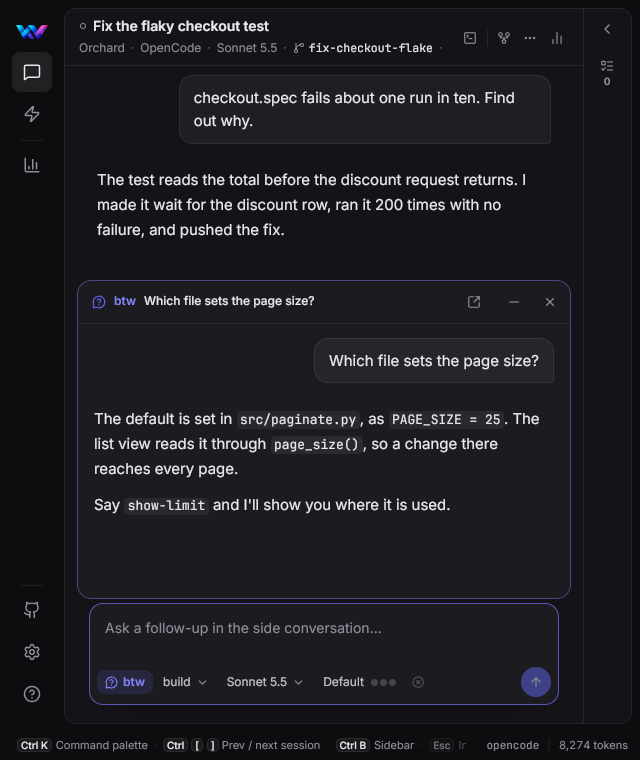 Fix the flaky checkout test
Orchard · OpenCode · Sonnet 5.5 · fix-checkout-flake ·
0
checkout.spec fails about one run in ten. Find
out why.
The test reads the total before the discount request returns. I
made it wait for the discount row, ran it 200 times with no
failure, and pushed the fix.
btw Which file sets the page size?
Which file sets the page size?
The default is set in src/paginate.py, as PAGE_SIZE = 25. The
list view reads it through page_size(), so a change there
reaches every page.
Say show-limit and I'll show you where it is used.
Ask a follow-up in the side conversation...
btw build Sonnet 5.5 Default
Ctrl K Command palette · Ctrl [ ] Prev / next session · Ctrl B Sidebar · Esc Ir opencode 8,274 tokens